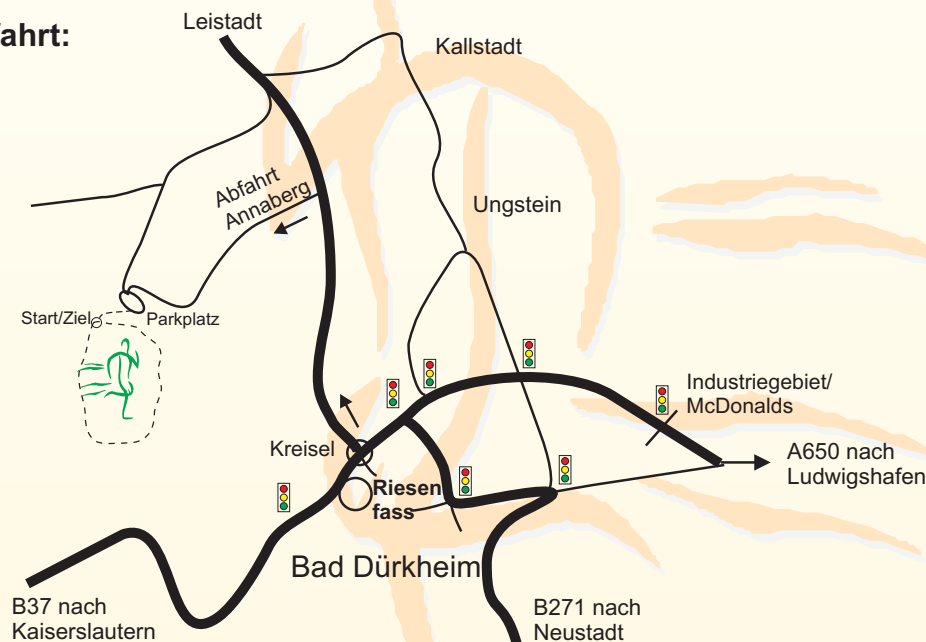 ahrt:
Leistadt
Kallstadt
Abfahrt
Annaberg
Ungstein
Start/Ziel
Parkplatz
Industriegebiet/
McDonalds
Kreisel
A650 nach
Ludwigshafen
Riesen
fass
Bad Dürkheim
B37 nach
Kaiserslautern
B271 nach
Neustadt